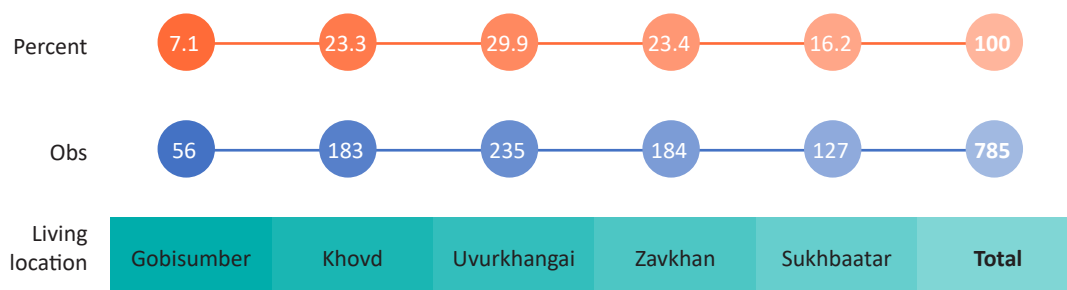 Percent 7.1 23.3 29.9 23.4 16.2 100
Obs 56 183 235 184 127 785
Living
location Gobisumber Khovd Uvurkhangai Zavkhan Sukhbaatar Total